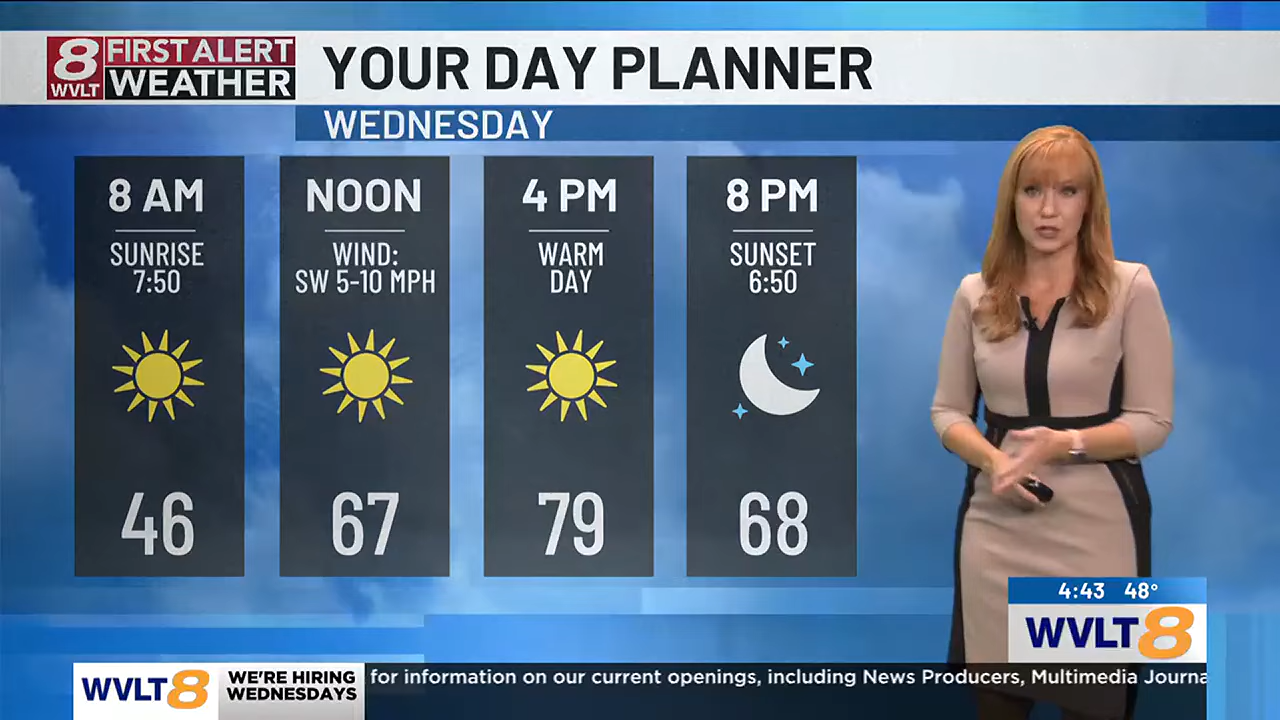 8 WVLT
FIRST ALERT
WEATHER
YOUR DAY PLANNER
WEDNESDAY
8 AM
SUNRISE
7:50
46
NOON
WIND:
SW 5-10 MPH
67
4 PM
WARM
DAY
79
8 PM
SUNSET
6:50
68
4:43 48°
WVLT8
WVLT8
WE'RE HIRING
WEDNESDAYS
for information on our current openings, including News Producers, Multimedia Journa